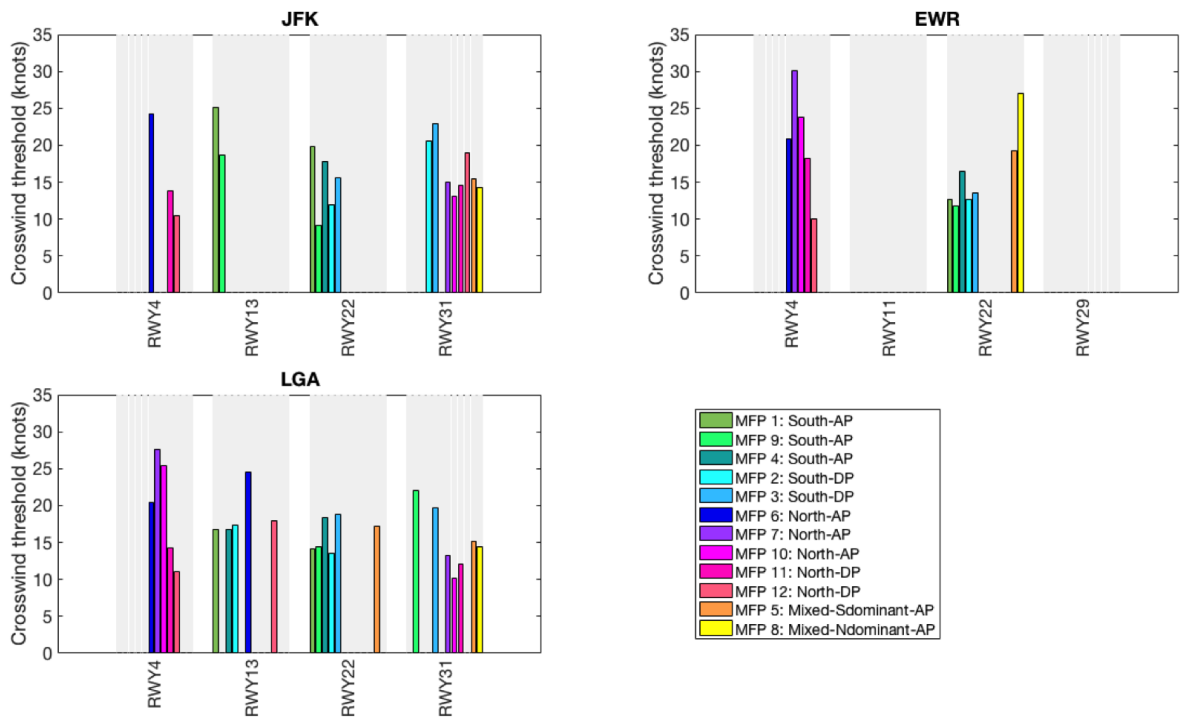 JFK
Crosswind threshold (knots)
35
30
25
20
15
10
5
0
RWY4
RWY13
RWY22
RWY31
EWR
Crosswind threshold (knots)
35
30
25
20
15
10
5
0
RWY4
RWY11
RWY22
RWY29
LGA
Crosswind threshold (knots)
35
30
25
20
15
10
5
0
RWY4
RWY13
RWY22
RWY31
MFP 1: South-AP
MFP 9: South-AP
MFP 4: South-AP
MFP 2: South-DP
MFP 3: South-DP
MFP 6: North-AP
MFP 7: North-AP
MFP 10: North-AP
MFP 11: North-DP
MFP 12: North-DP
MFP 5: Mixed-Sdominant-AP
MFP 8: Mixed-Ndominant-AP